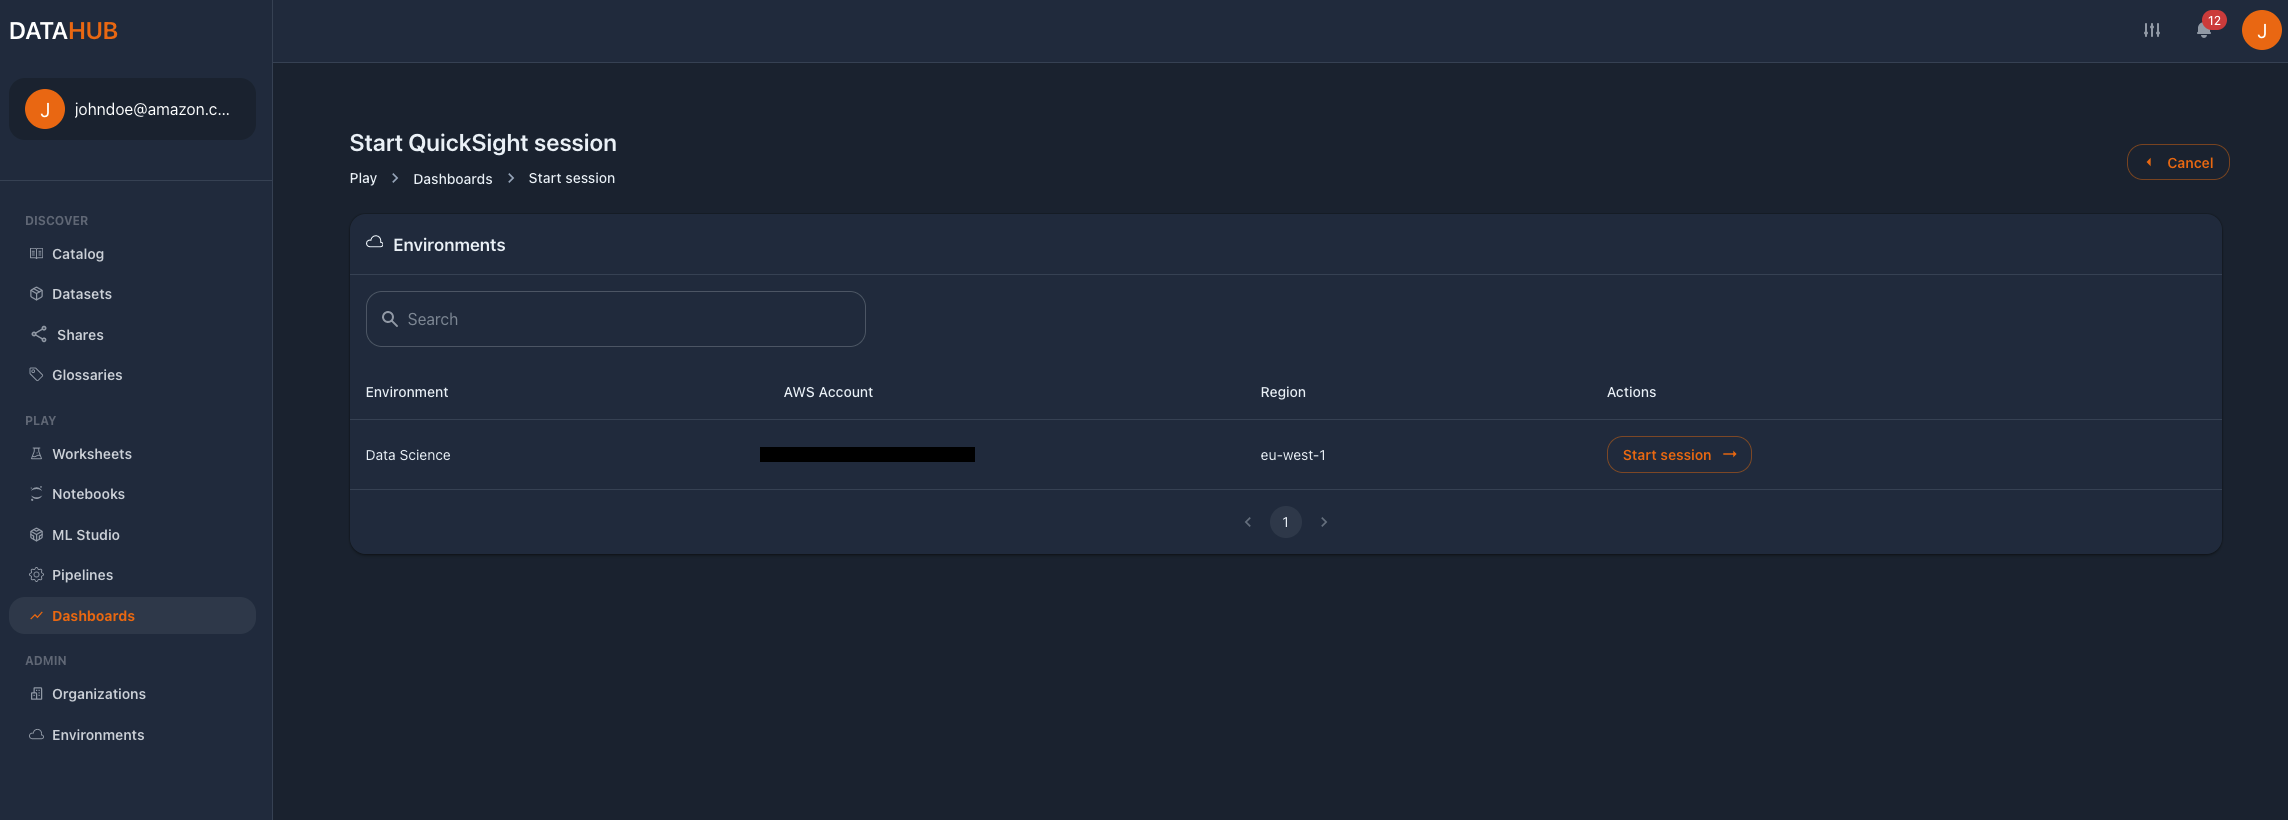 DATAHUB
12
J
J
johndoe@amazon.c...
DISCOVER
Catalog
Datasets
Shares
Glossaries
PLAY
Worksheets
Notebooks
ML Studio
Pipelines
Dashboards
ADMIN
Organizations
Environments
Start QuickSight session
Play > Dashboards > Start session
Cancel
Environments
Search
Environment AWS Account Region Actions
Data Science eu-west-1 Start session →
< 1 >